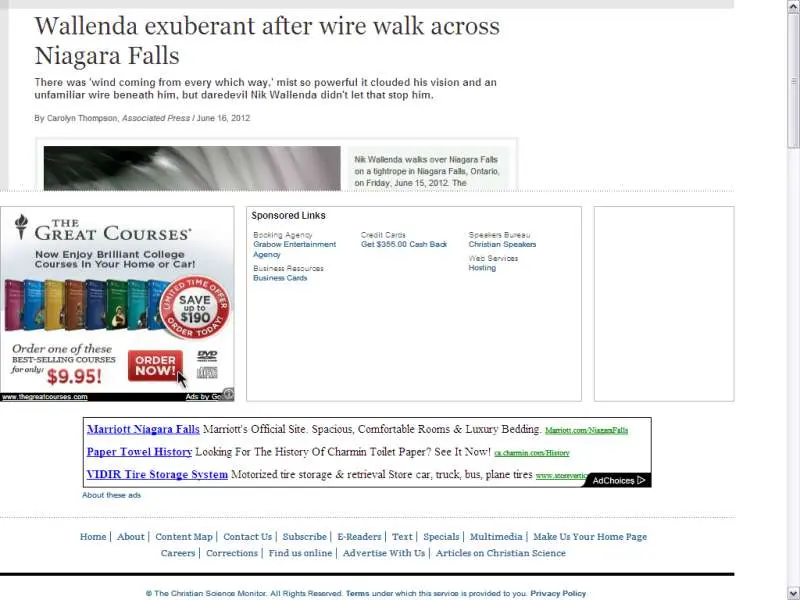 Wallenda exuberant after wire walk across
Niagara Falls
There was 'wind coming from every which way,' mist so powerful it clouded his vision and an
unfamiliar wire beneath him, but daredevil Nik Wallenda didn't let that stop him.
By Carolyn Thompson, Associated Press / June 16, 2012
Nik Wallenda walks over Niagara Falls
on a tightrope in Niagara Falls, Ontario,
on Friday, June 15, 2012. The
THE
GREAT COURSES®
Now Enjoy Brilliant College
Courses In Your Home or Car!
LIMITED TIME OFFER
SAVE
up to
$190
ORDER TODAY!
Order one of these
BEST-SELLING COURSES
for only: $9.95!
ORDER
NOW!
DVD
www.thegreatcourses.com
Ads by Go
Sponsored Links
Booking Agency
Grabow Entertainment
Agency
Business Resources
Business Cards
Credit Cards
Get $355.00 Cash Back
Speakers Bureau
Christian Speakers
Web Services
Hosting
Marriott Niagara Falls Marriott's Official Site. Spacious, Comfortable Rooms & Luxury Bedding. Marriott.com/NiagaraFalls
Paper Towel History Looking For The History Of Charmin Toilet Paper? See It Now! ca.charmin.com/History
VIDIR Tire Storage System Motorized tire storage & retrieval Store car, truck, bus, plane tires www.storevertic
AdChoices
About these ads
Home | About | Content Map | Contact Us | Subscribe | E-Readers | Text | Specials | Multimedia | Make Us Your Home Page
Careers | Corrections | Find us online | Advertise With Us | Articles on Christian Science
© The Christian Science Monitor. All Rights Reserved. Terms under which this service is provided to you. Privacy Policy